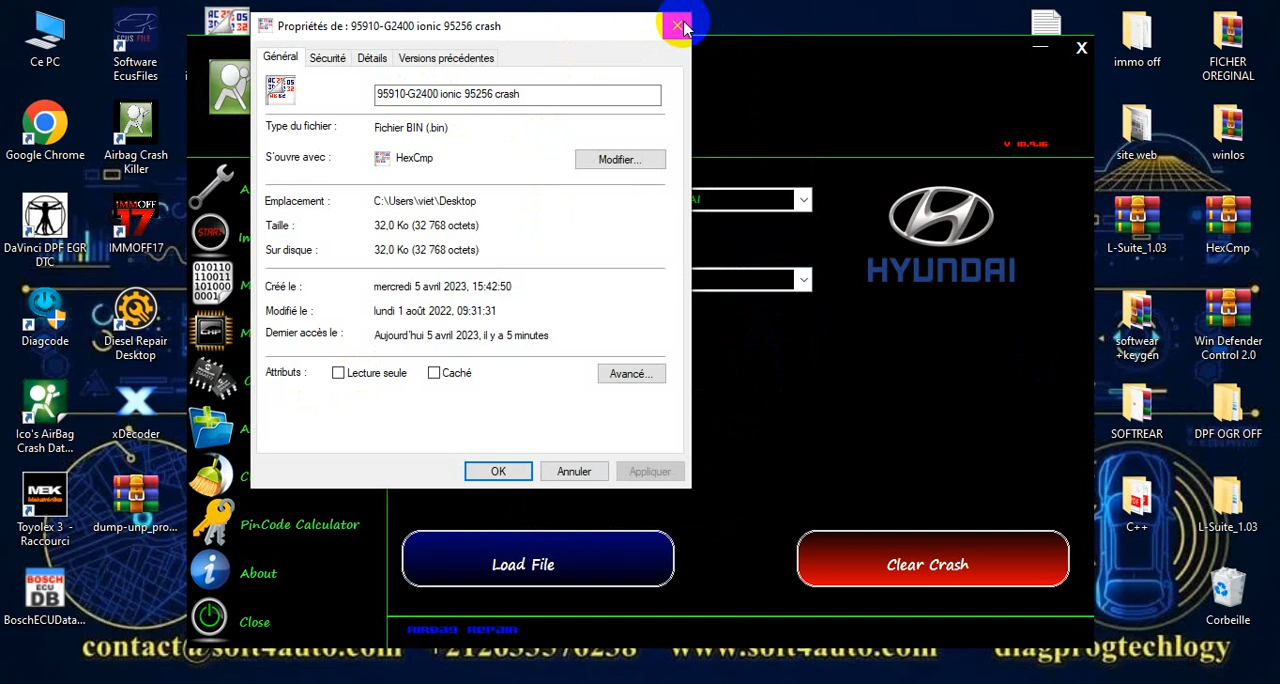 Propriétés de : 95910-G2400 ionic 95256 crash
Général
Sécurité
Détails
Versions précédentes
95910-G2400 ionic 95256 crash
Type du fichier :
Fichier BIN (.bin)
S'ouvre avec :
HexCmp
Modifier...
Emplacement :
C:\Users\viet\Desktop
Taille :
32,0 Ko (32 768 octets)
Sur disque :
32,0 Ko (32 768 octets)
Créé le :
mercredi 5 avril 2023, 15:42:50
Modifié le :
lundi 1 août 2022, 09:31:31
Dernier accès le :
Aujourd'hui 5 avril 2023, il y a 5 minutes
Attributs :
Lecture seule
Caché
Avancé...
OK
Annuler
Appliquer
Ce PC
Software
EcusFiles
Google Chrome
Airbag Crash
Killer
DaVinci DPF EGR
DTC
IMMOFF17
Diagcode
Diesel Repair
Desktop
Ico's AirBag
Crash Dat...
xDecoder
Toyolex 3 -
Raccourci
dump-unp_pro...
BoschECUData...
PinCode Calculator
About
Close
V 10.9.16
X
HYUNDAI
Load File
Clear Crash
AIRBAG REPAIR
immo off
FICHER
OREGINAL
site web
winlos
L-Suite_1.03
HexCmp
softwear
+keygen
Win Defender
Control 2.0
SOFTREAR
DPF OGR OFF
C++
L-Suite_1.03
Corbeille